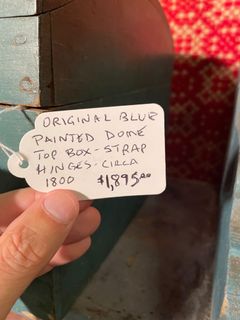 ORIGINAL BLUE
PAINTED DOME
TOP BOX - STRAP
HINGES - CIRCA
1800 $1,895.00